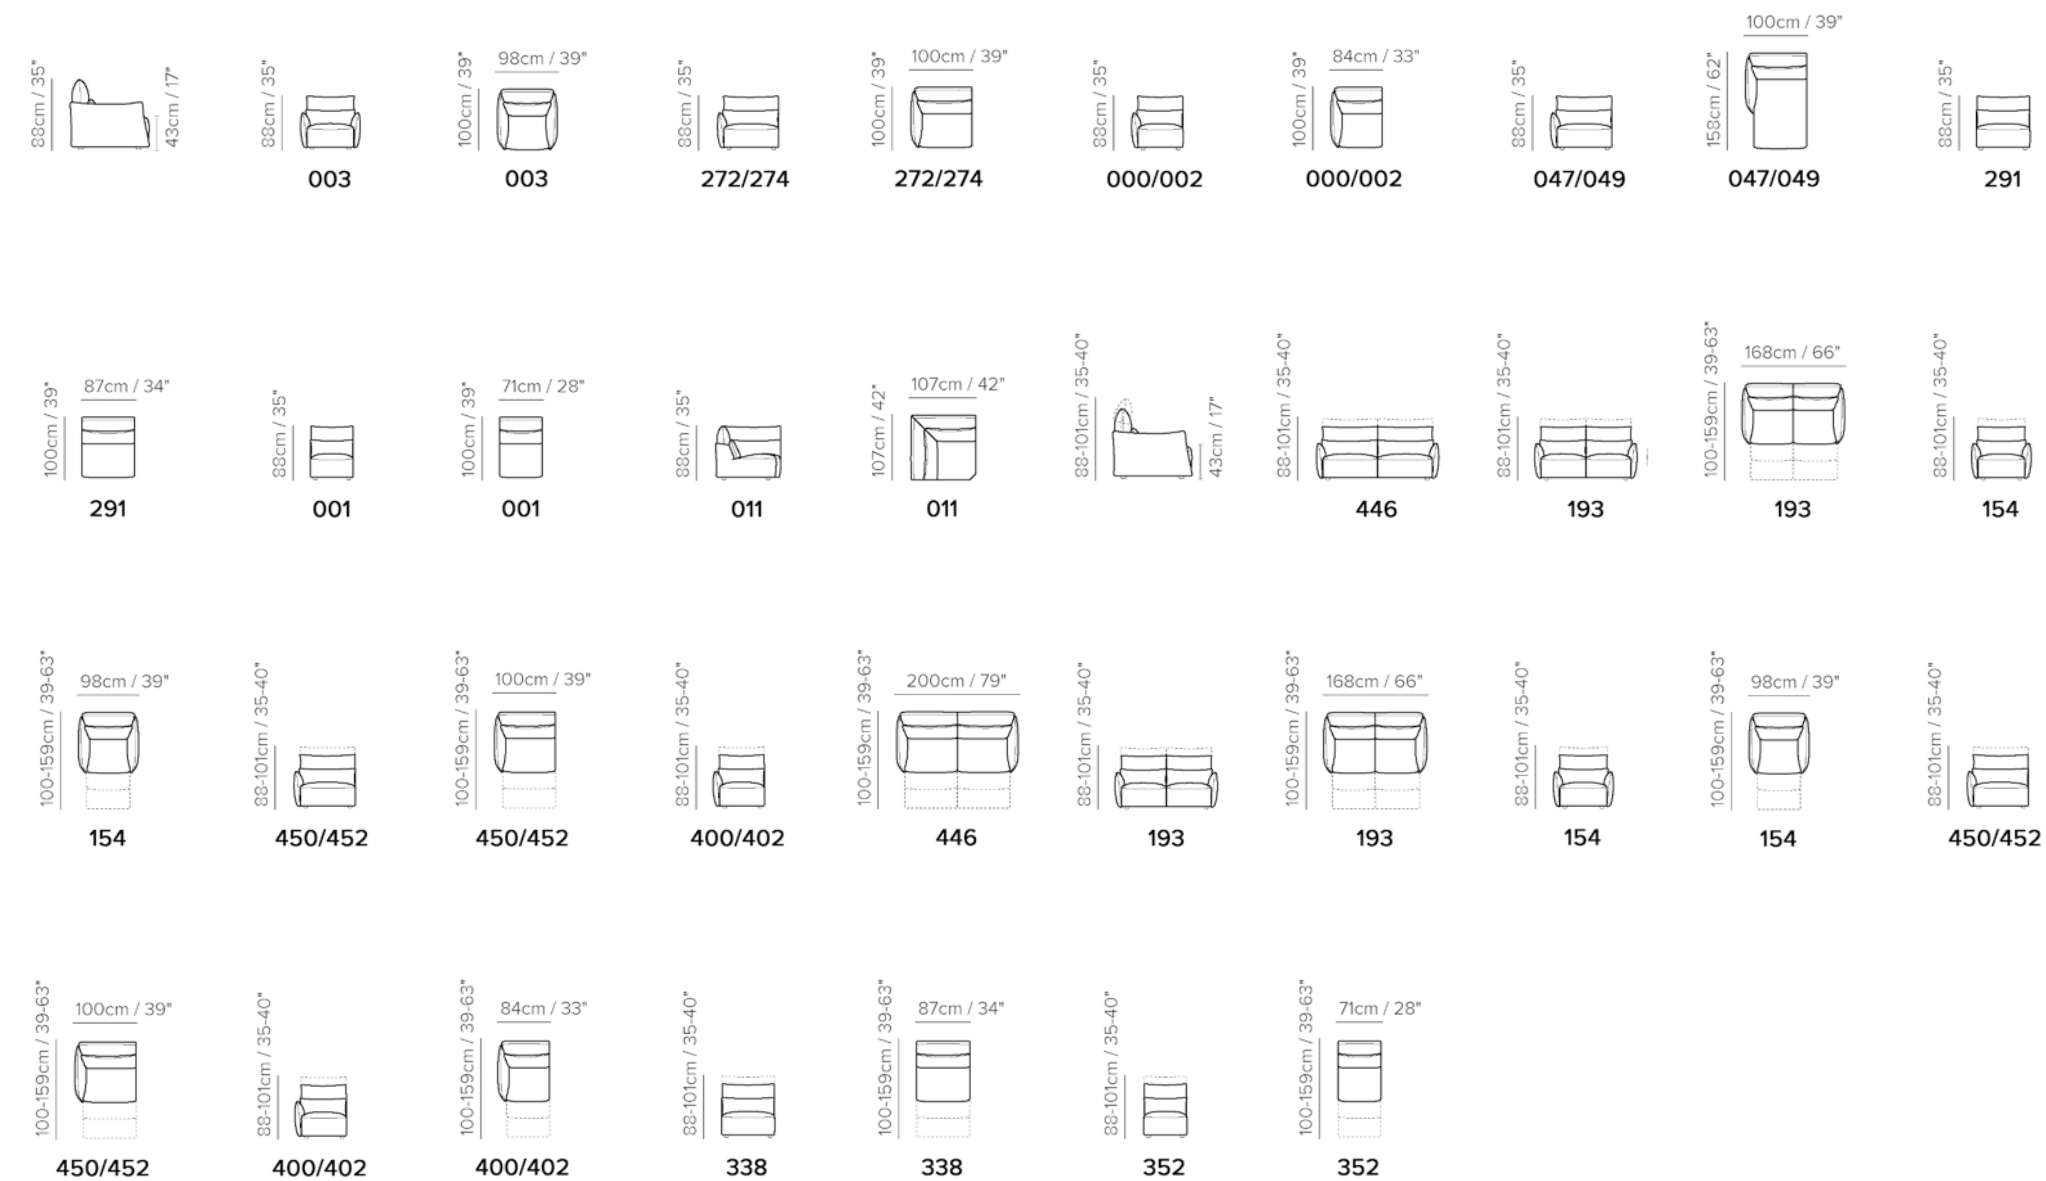 88cm / 35"
43cm / 17"
88cm / 35"
003
100cm / 39"
98cm / 39"
003
88cm / 35"
272/274
100cm / 39"
100cm / 39"
272/274
88cm / 35"
000/002
100cm / 39"
84cm / 33"
000/002
88cm / 35"
047/049
158cm / 62"
100cm / 39"
047/049
88cm / 35"
291
100cm / 39"
87cm / 34"
291
88cm / 35"
001
100cm / 39"
71cm / 28"
001
88cm / 35"
011
107cm / 42"
107cm / 42"
011
88-101cm / 35-40"
43cm / 17"
88-101cm / 35-40"
446
88-101cm / 35-40"
193
100-159cm / 39-63"
168cm / 66"
193
88-101cm / 35-40"
154
100-159cm / 39-63"
98cm / 39"
154
88-101cm / 35-40"
450/452
100-159cm / 39-63"
100cm / 39"
450/452
88-101cm / 35-40"
400/402
100-159cm / 39-63"
200cm / 79"
446
88-101cm / 35-40"
193
100-159cm / 39-63"
168cm / 66"
193
88-101cm / 35-40"
154
100-159cm / 39-63"
98cm / 39"
154
88-101cm / 35-40"
450/452
100-159cm / 39-63"
100cm / 39"
450/452
88-101cm / 35-40"
400/402
100-159cm / 39-63"
84cm / 33"
400/402
88-101cm / 35-40"
338
100-159cm / 39-63"
87cm / 34"
338
88-101cm / 35-40"
352
100-159cm / 39-63"
71cm / 28"
352